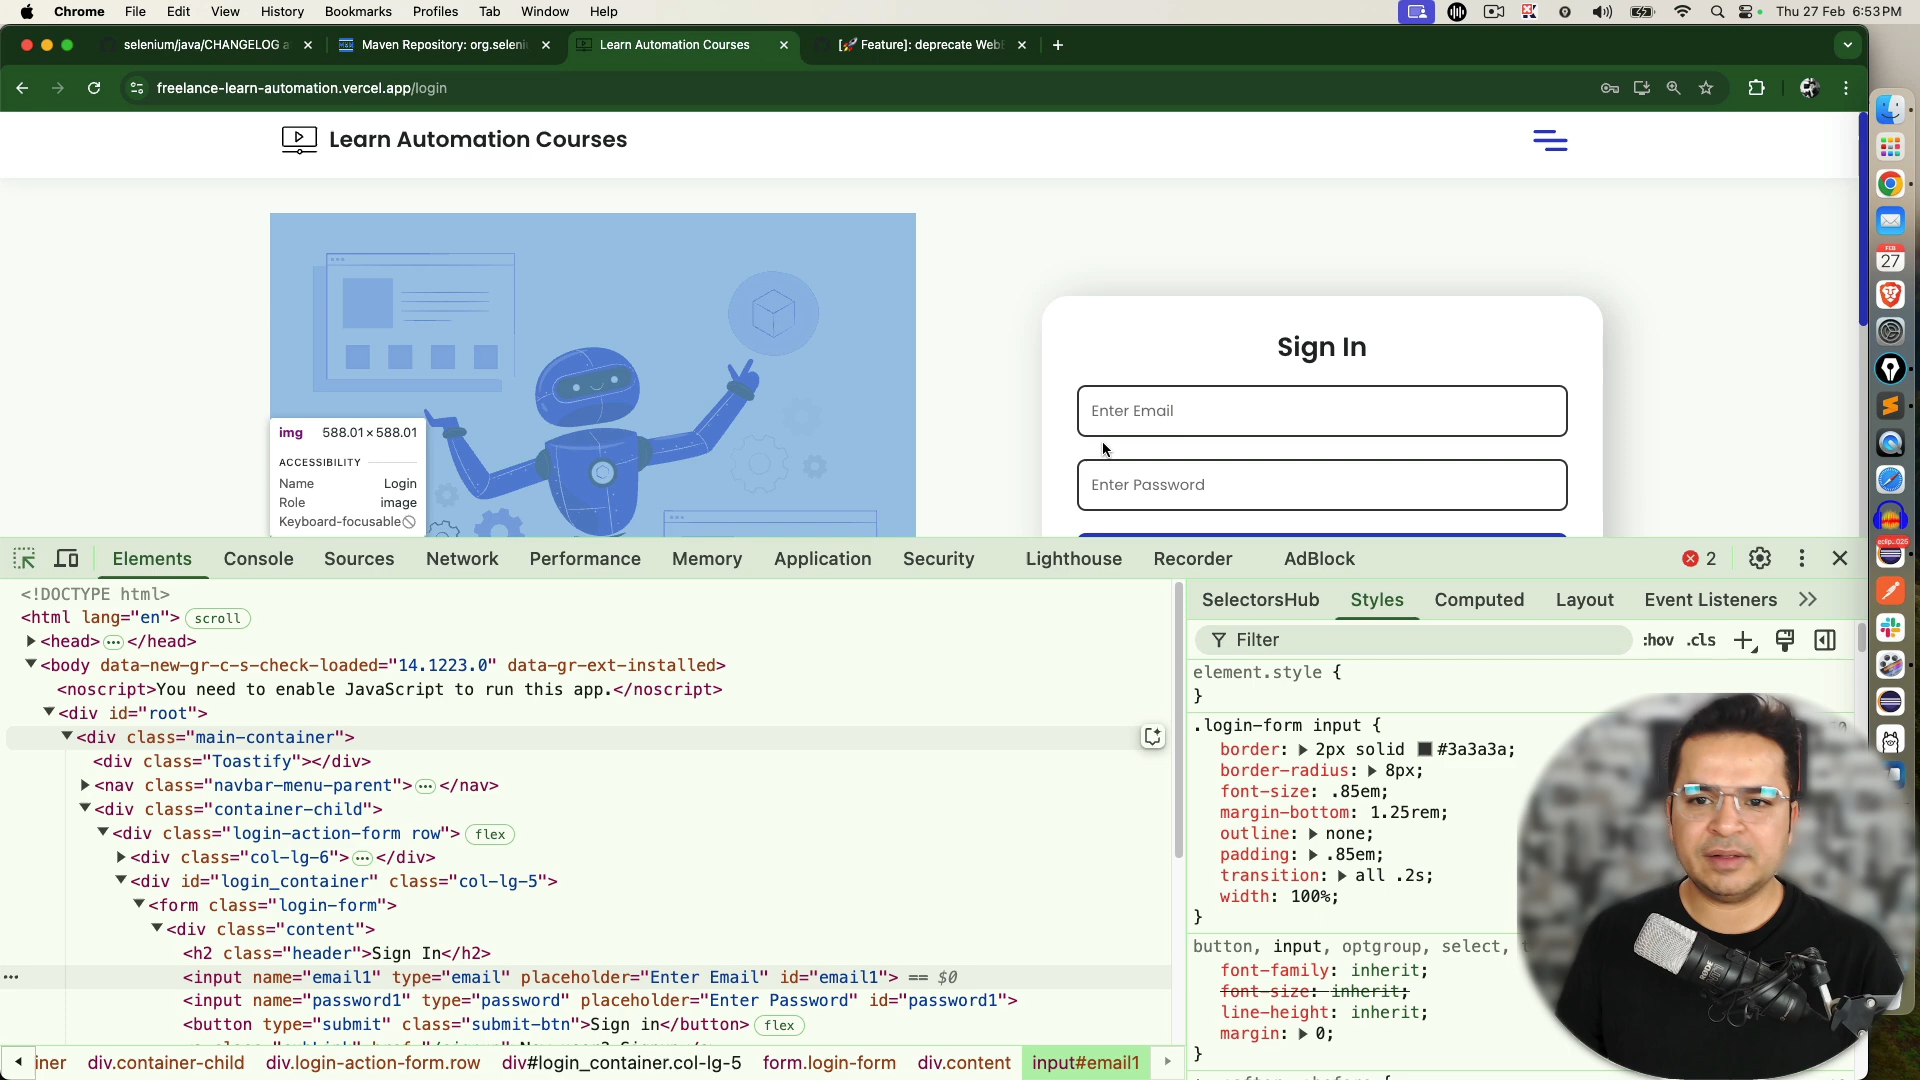 Chrome File Edit View History Bookmarks Profiles Tab Window Help Thu 27 Feb 6:53 PM
selenium/java/CHANGELOG a Maven Repository: org.seleni Learn Automation Courses [🚀 Feature]: deprecate Web
freelance-learn-automation.vercel.app/login
Learn Automation Courses
FEB
27
Sign In
Enter Email
Enter Password
img 588.01×588.01
ACCESSIBILITY
Name Login
Role image
Keyboard-focusable
Elements Console Sources Network Performance Memory Application Security Lighthouse Recorder AdBlock 2
<!DOCTYPE html>
<html lang="en"> scroll
<head> … </head>
<body data-new-gr-c-s-check-loaded="14.1223.0" data-gr-ext-installed>
<noscript>You need to enable JavaScript to run this app.</noscript>
<div id="root">
<div class="main-container">
<div class="Toastify"></div>
<nav class="navbar-menu-parent"> … </nav>
<div class="container-child">
<div class="login-action-form row"> flex
<div class="col-lg-6"> … </div>
<div id="login_container" class="col-lg-5">
<form class="login-form">
<div class="content">
<h2 class="header">Sign In</h2>
<input name="email1" type="email" placeholder="Enter Email" id="email1"> == $0
<input name="password1" type="password" placeholder="Enter Password" id="password1">
<button type="submit" class="submit-btn">Sign in</button> flex
iner div.container-child div.login-action-form.row div#login_container.col-lg-5 form.login-form div.content input#email1
SelectorsHub Styles Computed Layout Event Listeners
Filter :hov .cls
element.style {
}
.login-form input {
border: 2px solid #3a3a3a;
border-radius: 8px;
font-size: .85em;
margin-bottom: 1.25rem;
outline: none;
padding: .85em;
transition: all .2s;
width: 100%;
}
button, input, optgroup, select,
font-family: inherit;
font-size: inherit;
line-height: inherit;
margin: 0;
}